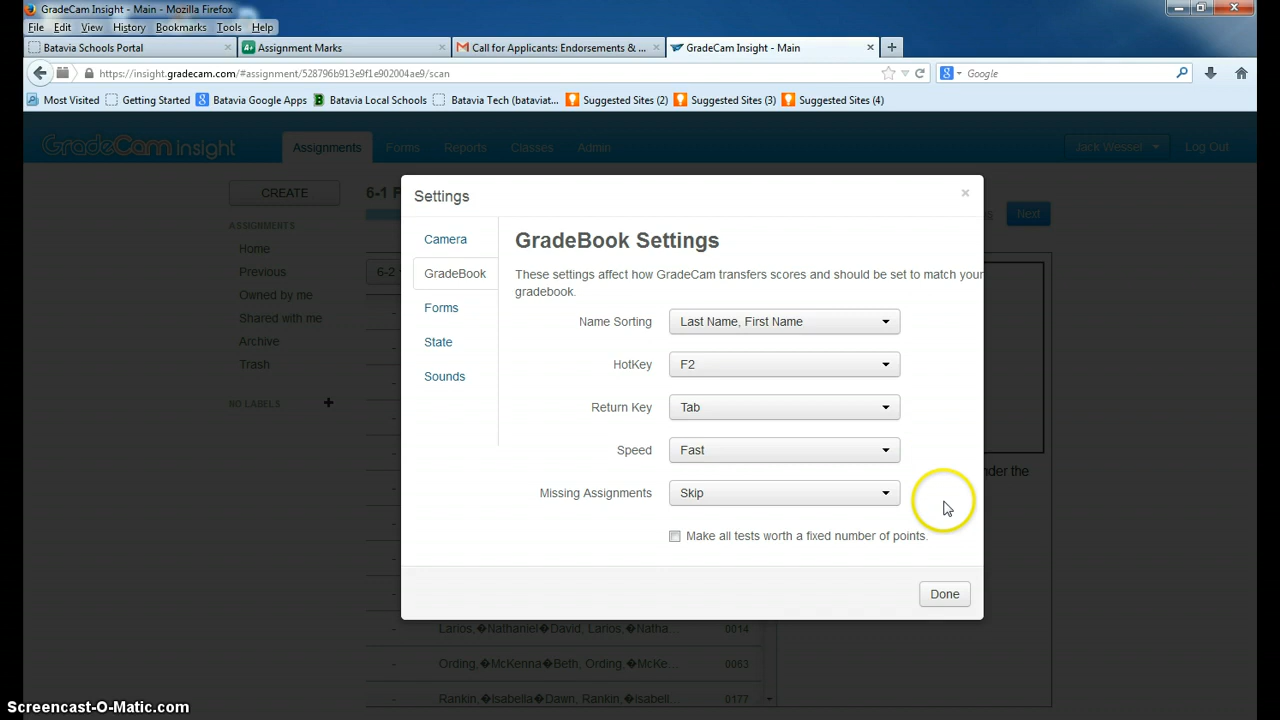 GradeCam Insight - Main - Mozilla Firefox
File Edit View History Bookmarks Tools Help
Batavia Schools Portal × Assignment Marks × Call for Applicants: Endorsements & ... × GradeCam Insight - Main × +
https://insight.gradecam.com/#assignment/528796b913e9f1e902004ae9/scan Google
Most Visited Getting Started Batavia Google Apps Batavia Local Schools Batavia Tech (bataviat... Suggested Sites (2) Suggested Sites (3) Suggested Sites (4)
GradeCam Insight Assignments Forms Reports Classes Admin Jack Wessel Log Out
CREATE 6-1
Next
ASSIGNMENTS
Home
Previous 6-2
Owned by me
Shared with me
Archive
Trash
NO LABELS +
Settings ×
Camera
GradeBook
Forms
State
Sounds
GradeBook Settings
These settings affect how GradeCam transfers scores and should be set to match your
gradebook.
Name Sorting Last Name, First Name
HotKey F2
Return Key Tab
Speed Fast
Missing Assignments Skip
Make all tests worth a fixed number of points.
Done
the
- Larios,�Nathaniel�David, Larios,�Natha... 0014
- Ording,�McKenna�Beth, Ording,�McKe... 0063
- Rankin,�Isabella�Dawn, Rankin,�Isabell... 0177
Screencast-O-Matic.com